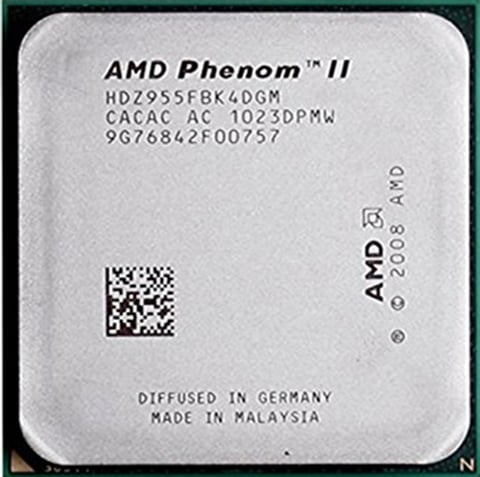 AMD Phenom™ II
HDZ955FBK4DGM
CACAC AC 1023DPMW
9G76842F00757
AMD
® © 2008 AMD
DIFFUSED IN GERMANY
MADE IN MALAYSIA
N